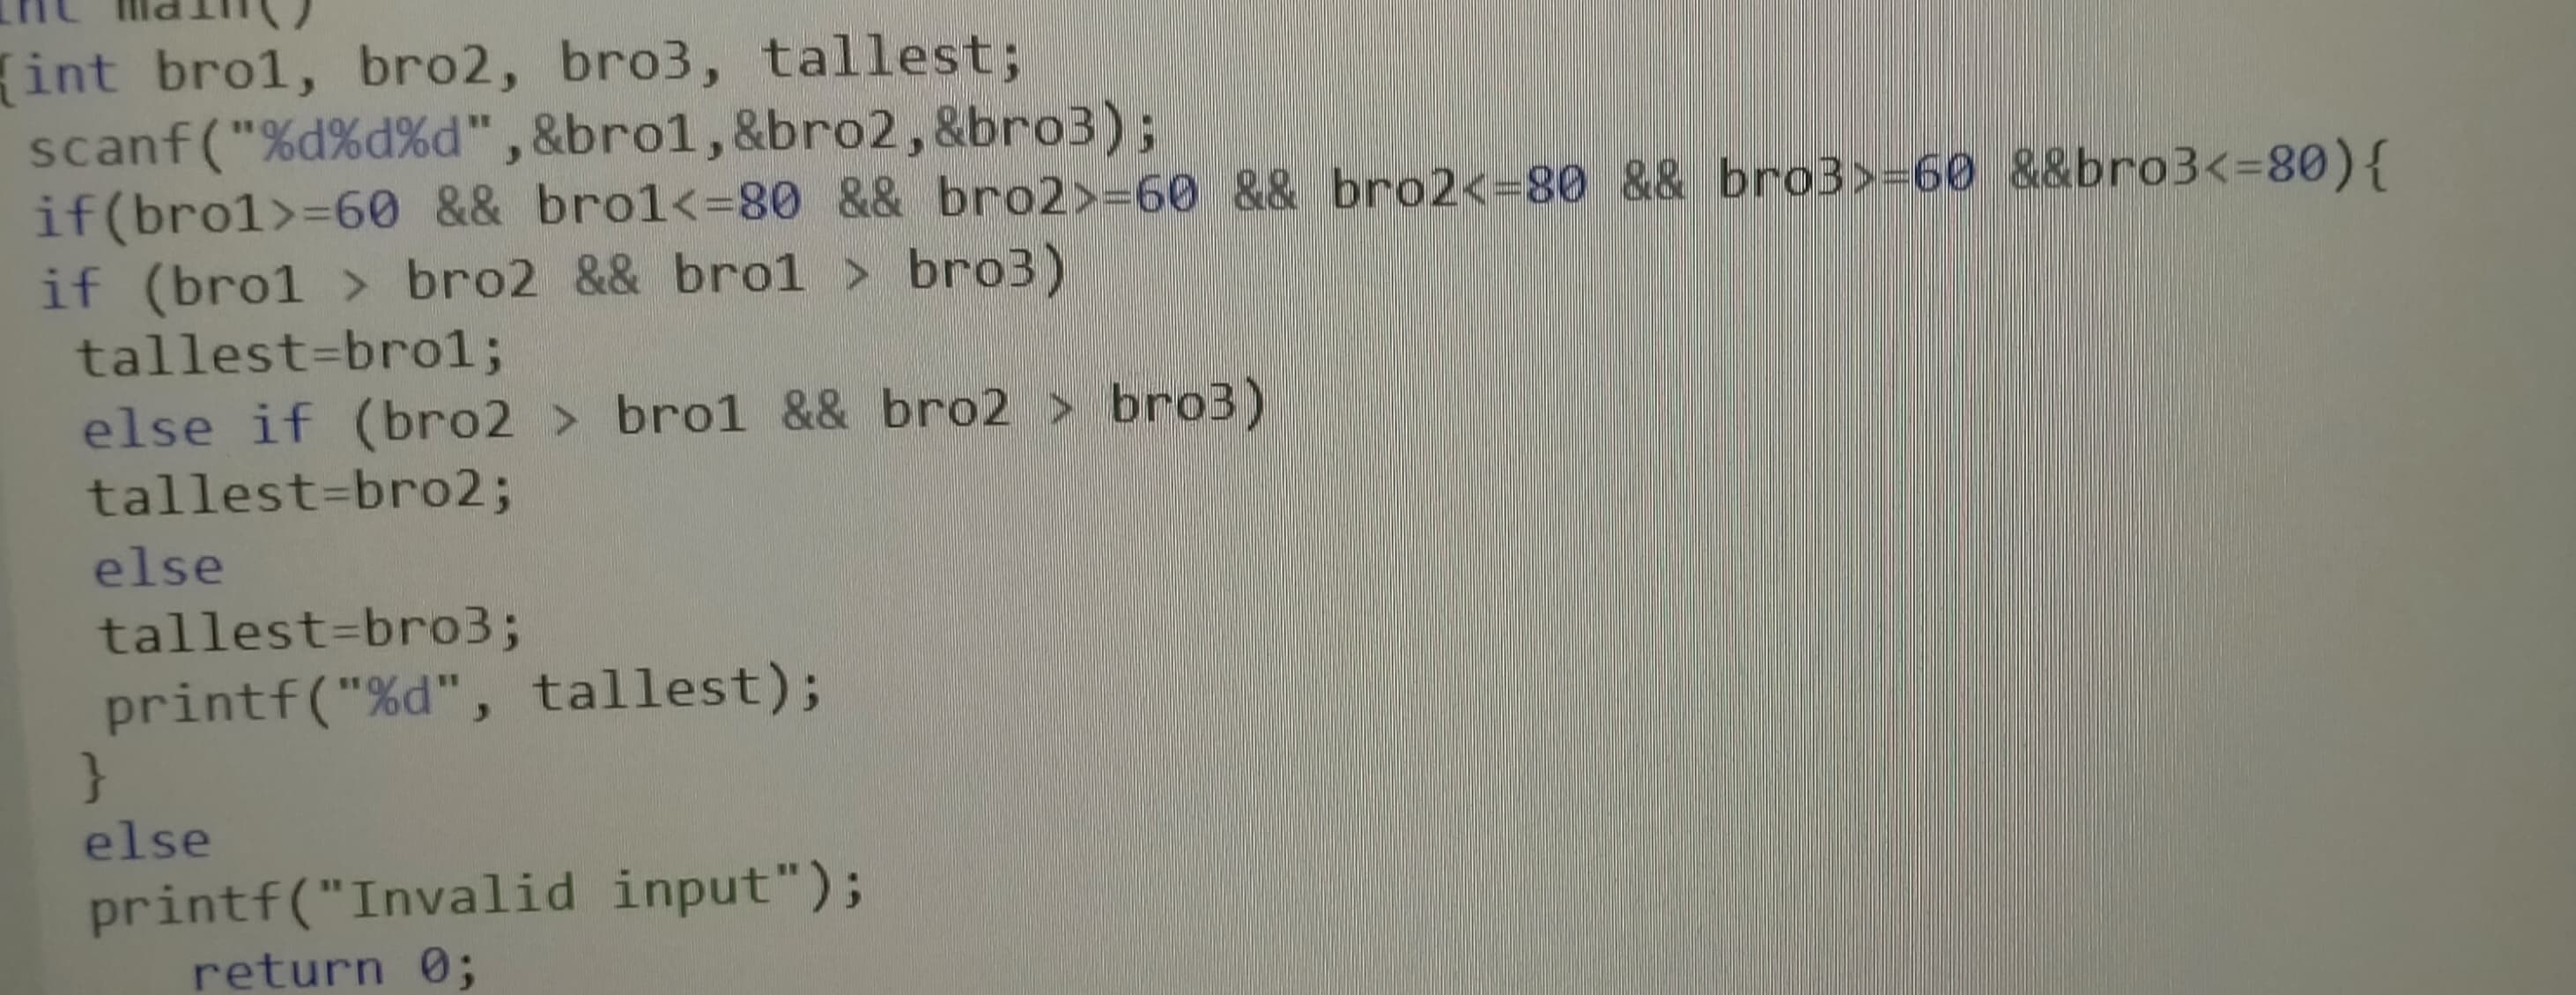 int main()
{int bro1, bro2, bro3, tallest;
scanf("%d%d%d",&bro1,&bro2,&bro3);
if(bro1>=60 && bro1<=80 && bro2>=60 && bro2<=80 && bro3>=60 &&bro3<=80){
if (bro1 > bro2 && bro1 > bro3)
tallest=bro1;
else if (bro2 > bro1 && bro2 > bro3)
tallest=bro2;
else
tallest=bro3;
printf("%d", tallest);
}
else
printf("Invalid input");
return 0;